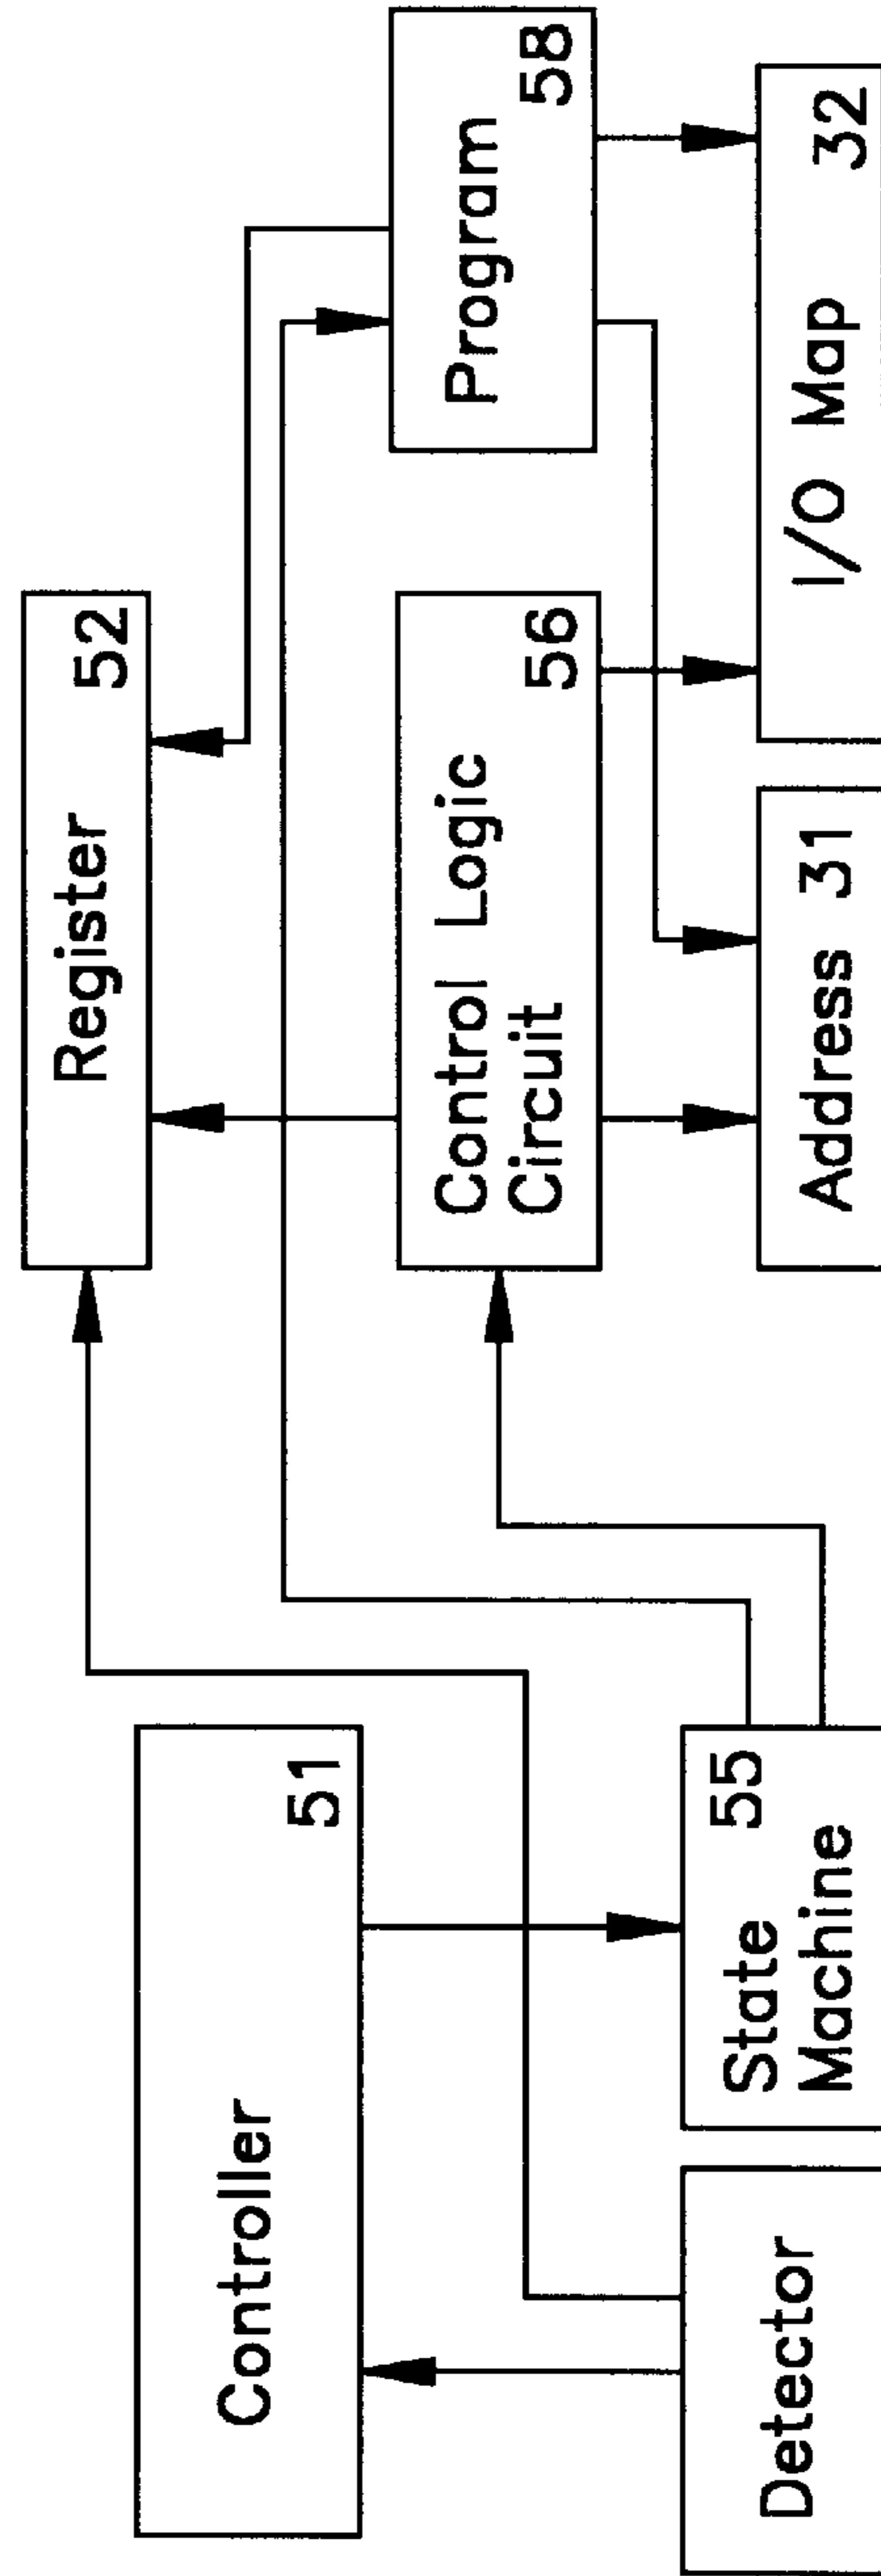 Controller
51
Detector
State
Machine
55
Register 52
Control Logic
Circuit
56
Program
58
Address 31
I/O Map 32